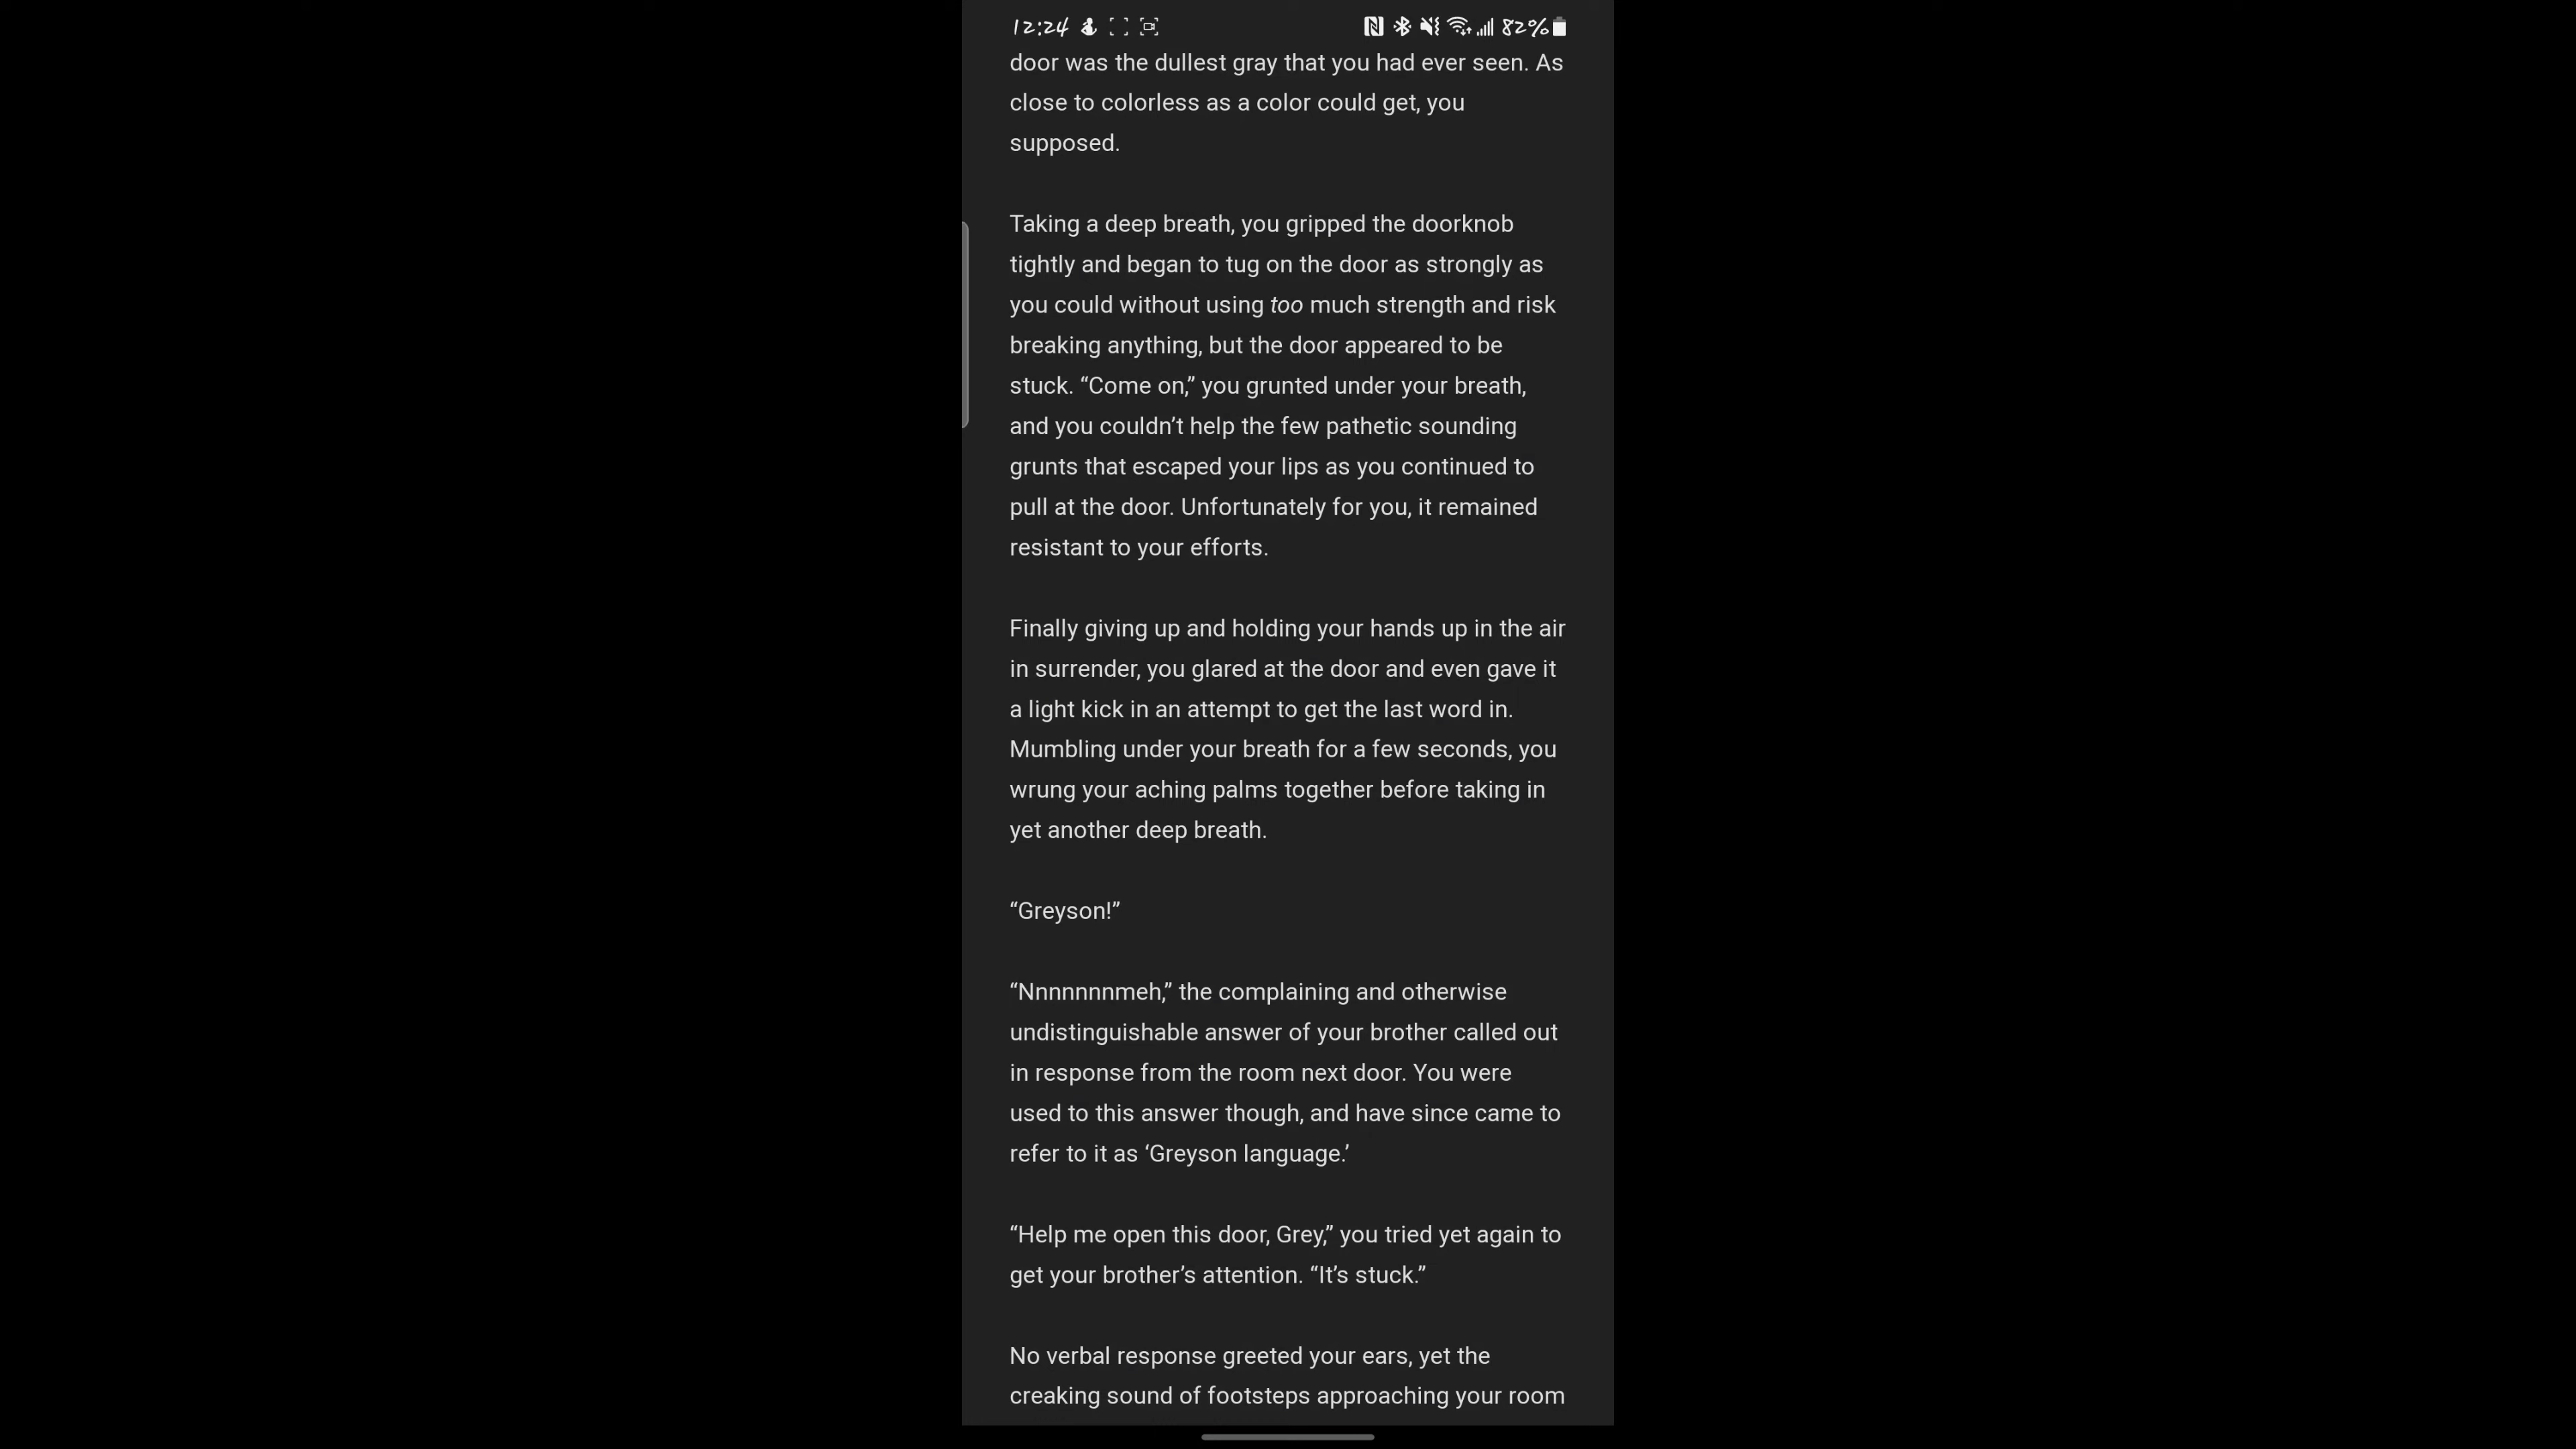 12:24 82%
door was the dullest gray that you had ever seen. As
close to colorless as a color could get, you
supposed.
Taking a deep breath, you gripped the doorknob
tightly and began to tug on the door as strongly as
you could without using too much strength and risk
breaking anything, but the door appeared to be
stuck. “Come on,” you grunted under your breath,
and you couldn’t help the few pathetic sounding
grunts that escaped your lips as you continued to
pull at the door. Unfortunately for you, it remained
resistant to your efforts.
Finally giving up and holding your hands up in the air
in surrender, you glared at the door and even gave it
a light kick in an attempt to get the last word in.
Mumbling under your breath for a few seconds, you
wrung your aching palms together before taking in
yet another deep breath.
“Greyson!”
“Nnnnnnnmeh,” the complaining and otherwise
undistinguishable answer of your brother called out
in response from the room next door. You were
used to this answer though, and have since came to
refer to it as ‘Greyson language.’
“Help me open this door, Grey,” you tried yet again to
get your brother’s attention. “It’s stuck.”
No verbal response greeted your ears, yet the
creaking sound of footsteps approaching your room